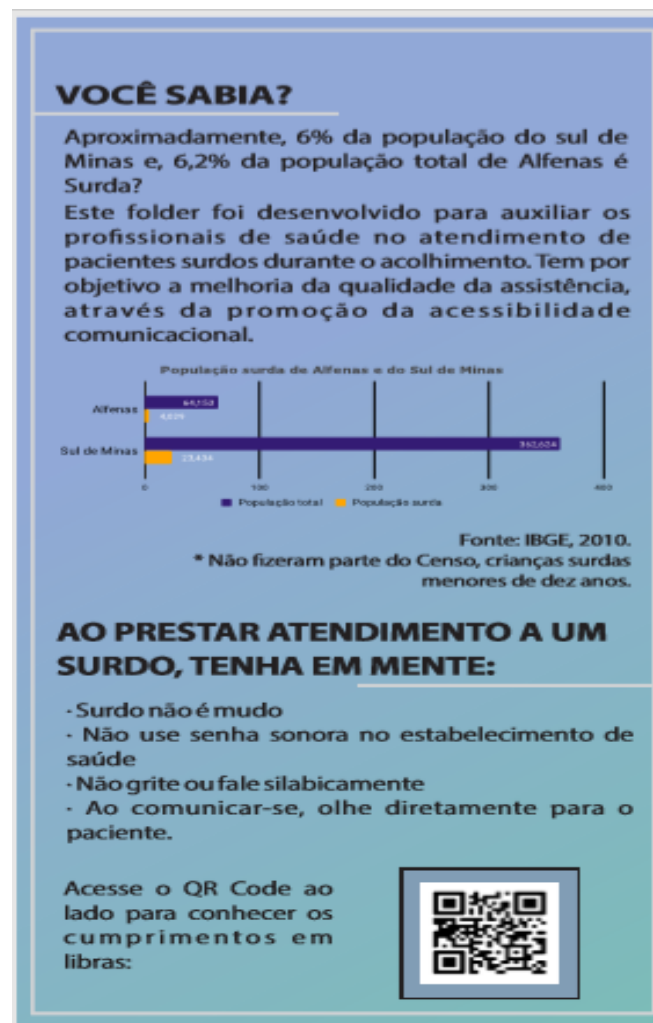 VOCÊ SABIA?
Aproximadamente, 6% da população do sul de
Minas e, 6,2% da população total de Alfenas é
Surda?
Este folder foi desenvolvido para auxiliar os
profissionais de saúde no atendimento de
pacientes surdos durante o acolhimento. Tem por
objetivo a melhoria da qualidade da assistência,
através da promoção da acessibilidade
comunicacional.
População surda de Alfenas e do Sul de Minas
Alfenas
Sul de Minas
362,624
23,434
0 100 200 300 400
População total População surda
Fonte: IBGE, 2010.
* Não fizeram parte do Censo, crianças surdas
menores de dez anos.
AO PRESTAR ATENDIMENTO A UM
SURDO, TENHA EM MENTE:
· Surdo não é mudo
· Não use senha sonora no estabelecimento de
saúde
· Não grite ou fale silabicamente
· Ao comunicar-se, olhe diretamente para o
paciente.
Acesse o QR Code ao
lado para conhecer os
cumprimentos em
libras: